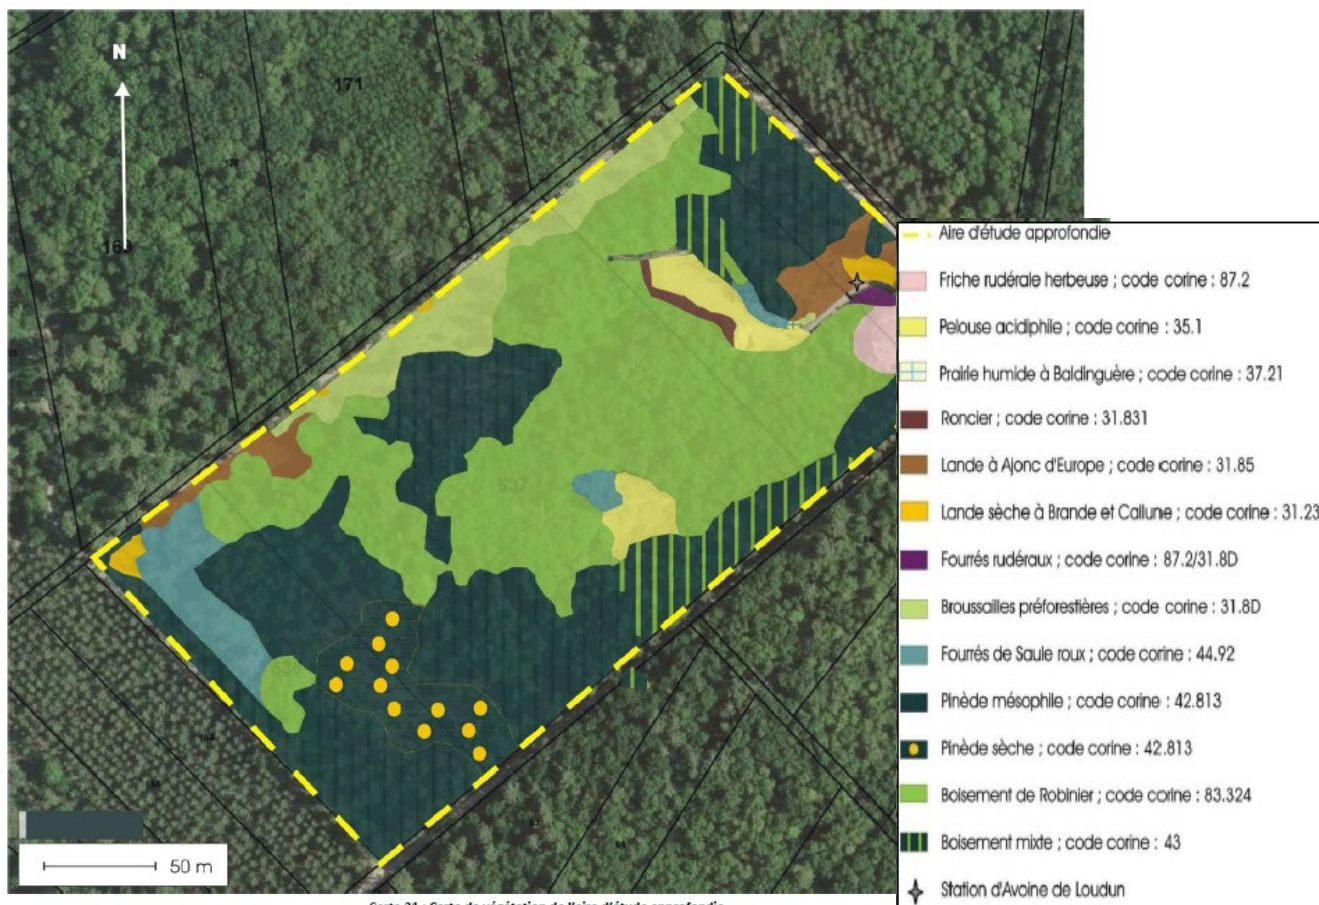 N
171
537
Aire d'étude approfondie
Friche rudérale herbeuse ; code corine : 87.2
Pelouse acidiphile ; code corine : 35.1
Prairie humide à Baldinguère ; code corine : 37.21
Roncier ; code corine : 31.831
Lande à Ajonc d'Europe ; code corine : 31.85
Lande sèche à Brande et Callune ; code corine : 31.23
Fourrés rudéraux ; code corine : 87.2/31.8D
Broussailles préforestières ; code corine : 31.8D
Fourrés de Saule roux ; code corine : 44.92
Pinède mésophile ; code corine : 42.813
Pinède sèche ; code corine : 42.813
Boisement de Robinier ; code corine : 83.324
Boisement mixte ; code corine : 43
Station d'Avoine de Loudun
50 m